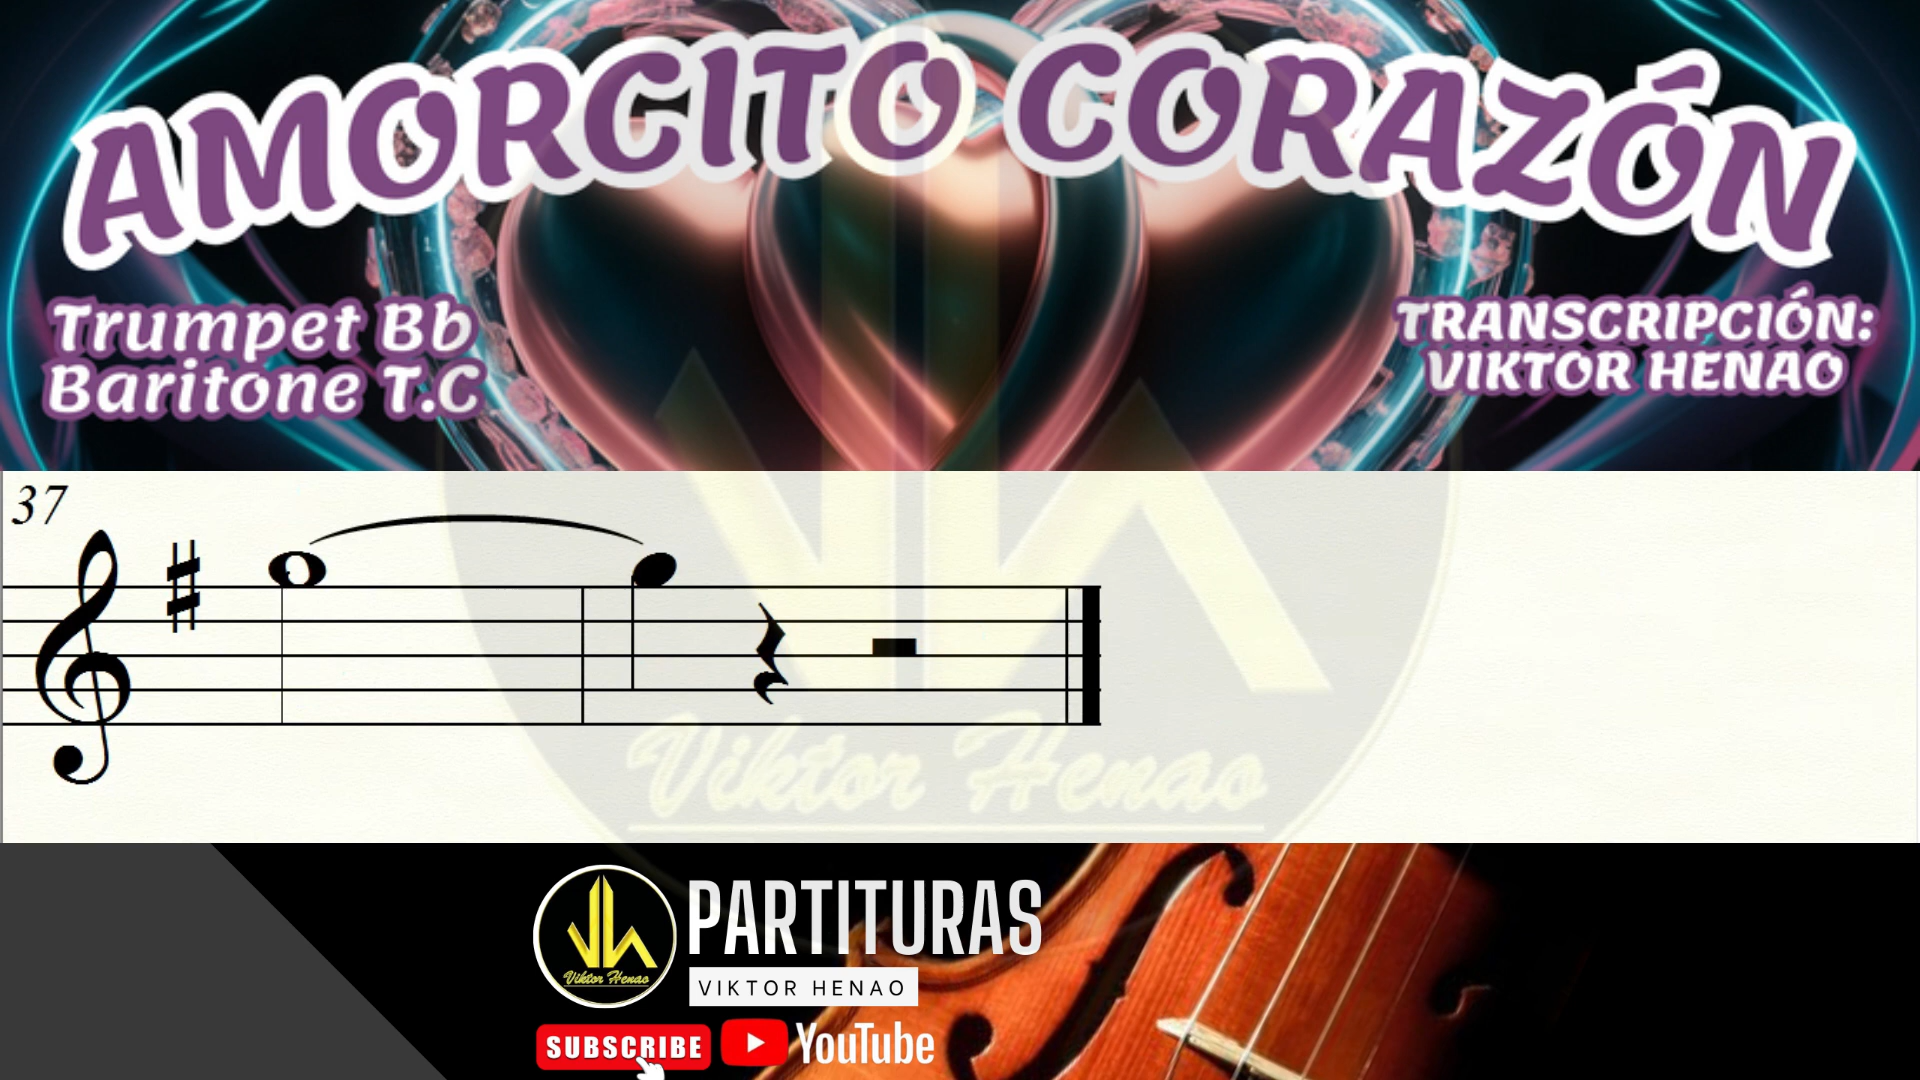 AMORCITO CORAZÓN
Trumpet Bb
Baritone T.C
TRANSCRIPCIÓN:
VIKTOR HENAO
37
Viktor Henao
PARTITURAS
Viktor Henao
VIKTOR HENAO
SUBSCRIBE
YouTube